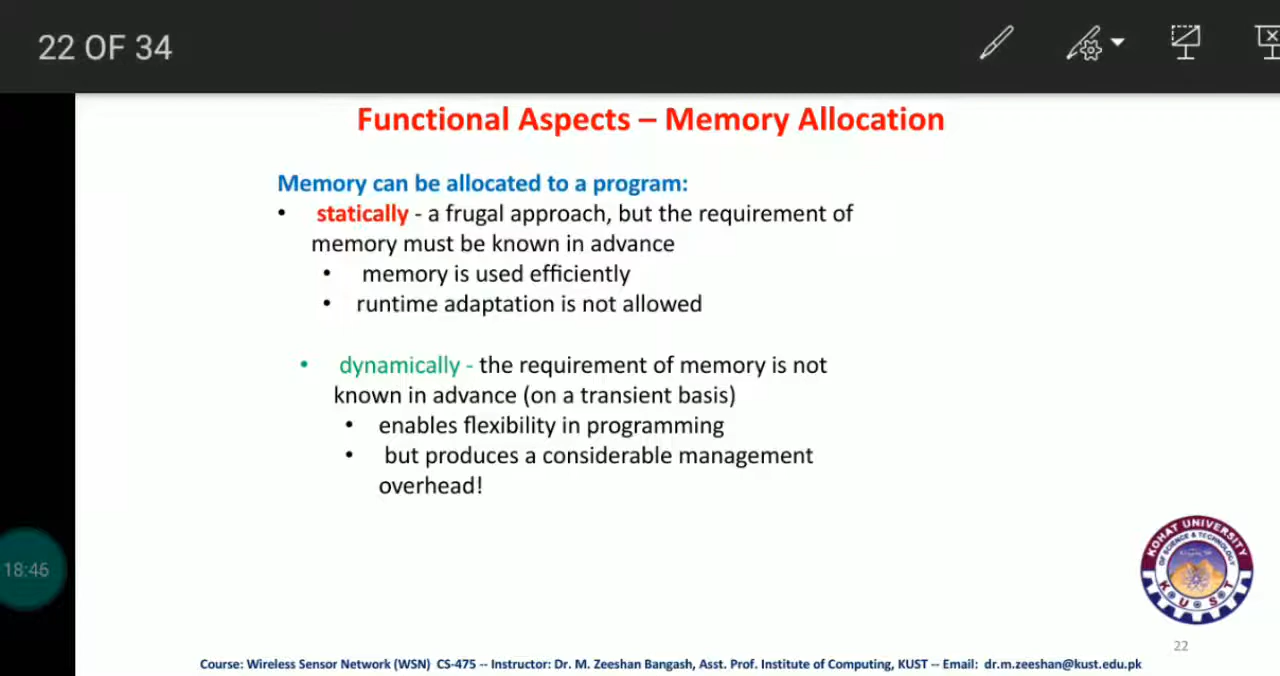 22 OF 34
Functional Aspects – Memory Allocation
Memory can be allocated to a program:
• statically - a frugal approach, but the requirement of
memory must be known in advance
• memory is used efficiently
• runtime adaptation is not allowed
• dynamically - the requirement of memory is not
known in advance (on a transient basis)
• enables flexibility in programming
• but produces a considerable management
overhead!
18:46
KOHAT UNIVERSITY
OF SCIENCE & TECHNOLOGY
K U S T
22
Course: Wireless Sensor Network (WSN) CS-475 -- Instructor: Dr. M. Zeeshan Bangash, Asst. Prof. Institute of Computing, KUST -- Email: dr.m.zeeshan@kust.edu.pk